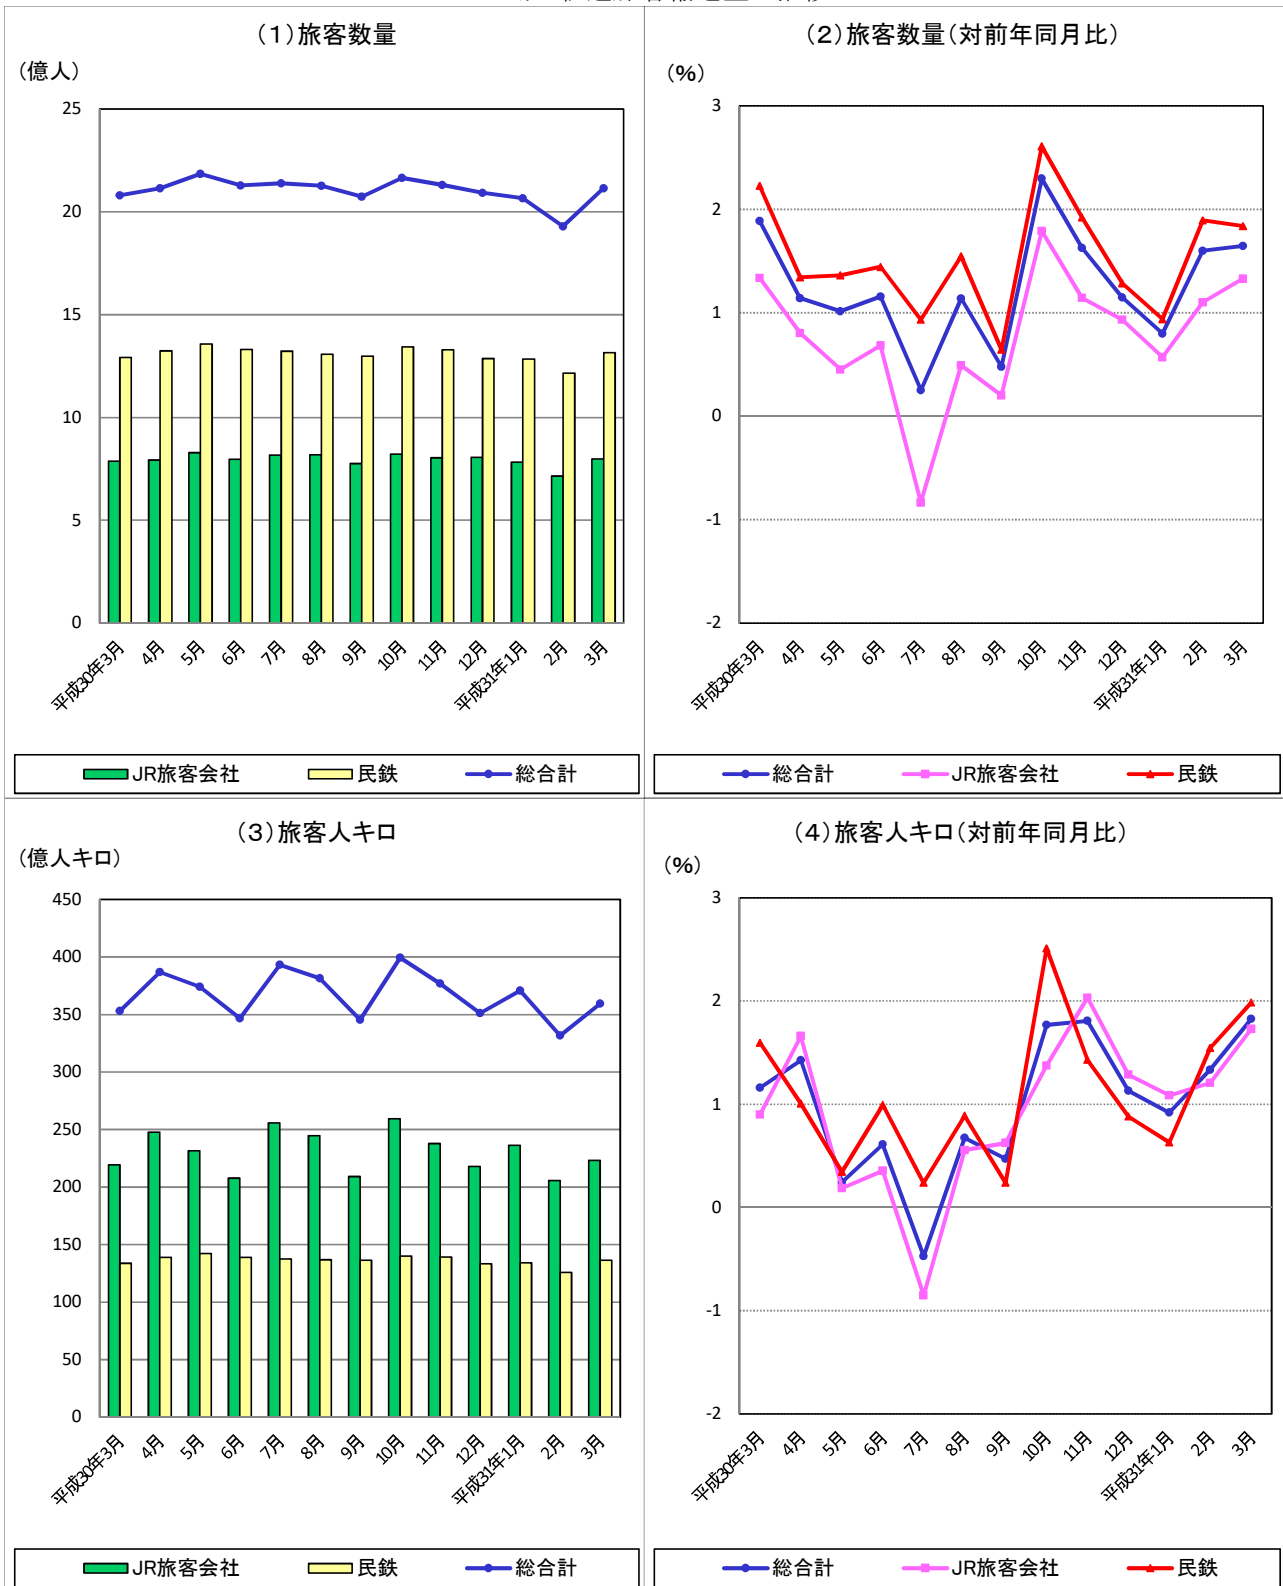 (1)旅客数量
(億人)
25
20
15
10
5
0
平成30年3月
4月
5月
6月
7月
8月
9月
10月
11月
12月
平成31年1月
2月
3月
JR旅客会社 民鉄 総合計
(2)旅客数量(対前年同月比)
(%)
3
2
1
0
-1
-2
平成30年3月
4月
5月
6月
7月
8月
9月
10月
11月
12月
平成31年1月
2月
3月
総合計 JR旅客会社 民鉄
(3)旅客人キロ
(億人キロ)
450
400
350
300
250
200
150
100
50
0
平成30年3月
4月
5月
6月
7月
8月
9月
10月
11月
12月
平成31年1月
2月
3月
JR旅客会社 民鉄 総合計
(4)旅客人キロ(対前年同月比)
(%)
3
2
1
0
-1
-2
平成30年3月
4月
5月
6月
7月
8月
9月
10月
11月
12月
平成31年1月
2月
3月
総合計 JR旅客会社 民鉄